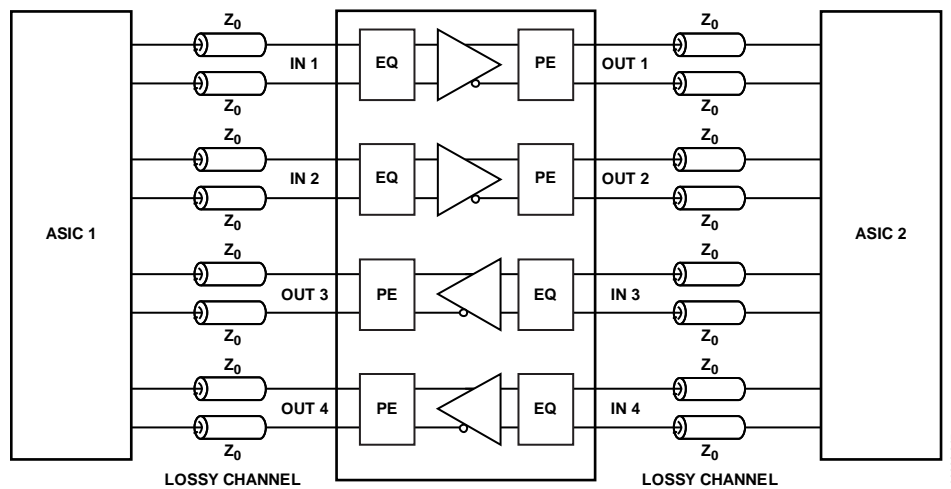 Z0 Z0
IN 1 EQ PE OUT 1
Z0 Z0
Z0 Z0
IN 2 EQ PE OUT 2
Z0 Z0
ASIC 1 ASIC 2
Z0 Z0
OUT 3 PE EQ IN 3
Z0 Z0
Z0 Z0
OUT 4 PE EQ IN 4
Z0 Z0
LOSSY CHANNEL LOSSY CHANNEL